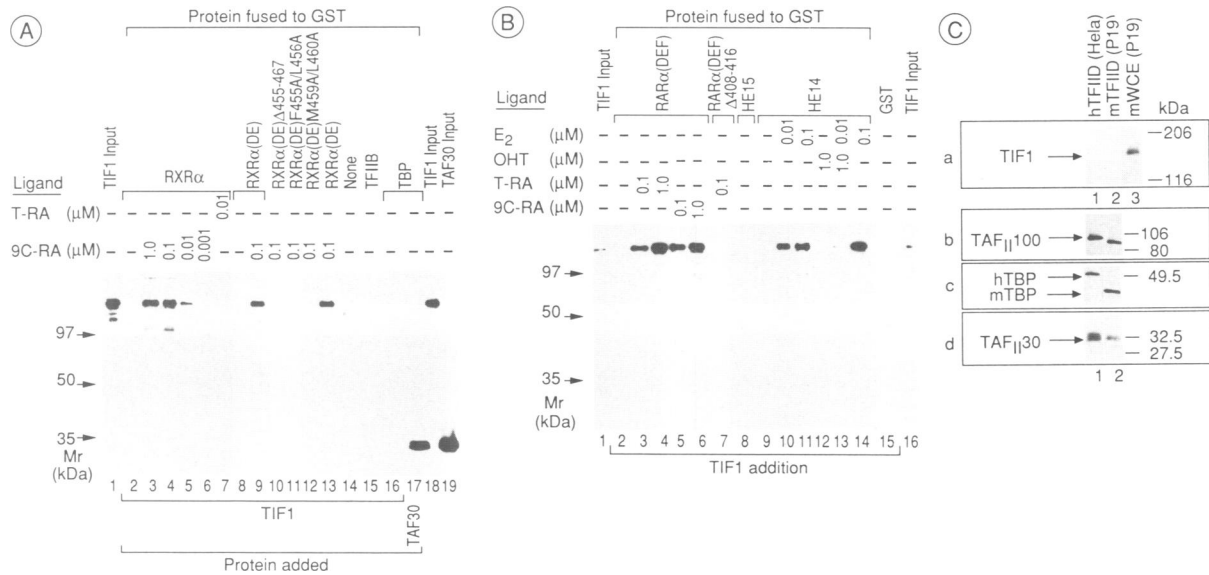 A
Protein fused to GST
Ligand
T-RA (μM)
9C-RA (μM)
TIF1 Input
RXRα
RXRα(DE)
RXRα(DE)Δ455-467
RXRα(DE)F455A/L456A
RXRα(DE)M459A/L460A
RXRα(DE)
None
TFIIB
TBP
TIF1 Input
TAF30 Input
– – – – – – 0.01 – – – – – – – – – – – –
– – 1.0 0.1 0.01 0.001 – – 0.1 0.1 0.1 0.1 0.1 – – – – – –
97
50
35
Mr
(kDa)
1 2 3 4 5 6 7 8 9 10 11 12 13 14 15 16 17 18 19
TIF1
TAF30
Protein added
B
Protein fused to GST
Ligand
TIF1 Input
RARα(DEF)
RARα(DEF)
Δ408-416
HE15
HE14
GST
TIF1 Input
E2 (μM) – – – – – – – – – 0.01 0.1 – 0.01 0.1 – –
OHT (μM) – – – – – – – – – – – 1.0 1.0 – – –
T-RA (μM) – – 0.1 1.0 – – 0.1 – – – – – – – – –
9C-RA (μM) – – – – 0.1 1.0 – – – – – – – – – –
97
50
35
Mr
(kDa)
1 2 3 4 5 6 7 8 9 10 11 12 13 14 15 16
TIF1 addition
C
hTFIID (Hela)
mTFIID (P19)
mWCE (P19)
kDa
a
TIF1
206
116
1 2 3
b
TAFII100
106
80
c
hTBP
mTBP
49.5
d
TAFII30
32.5
27.5
1 2